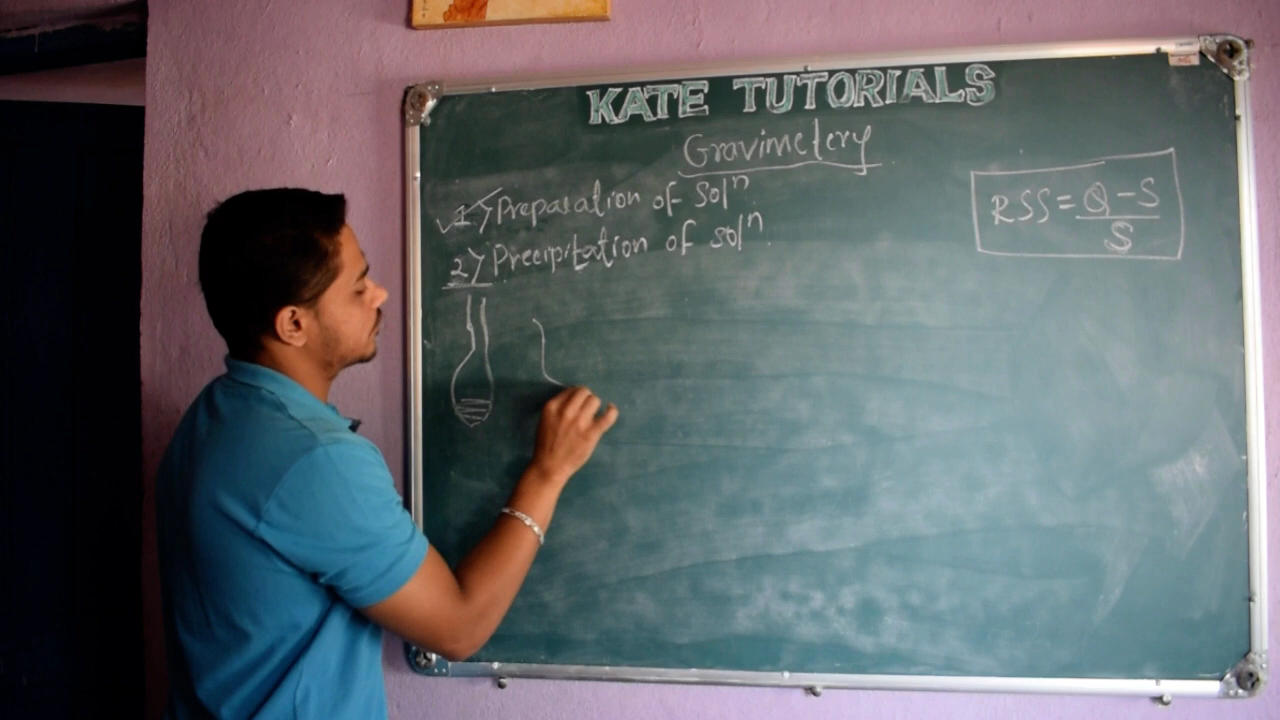 KATE TUTORIALS
Gravimetery
✓1) Preparation of Solⁿ.
2) Precipitation of solⁿ.
RSS = Q - S
S